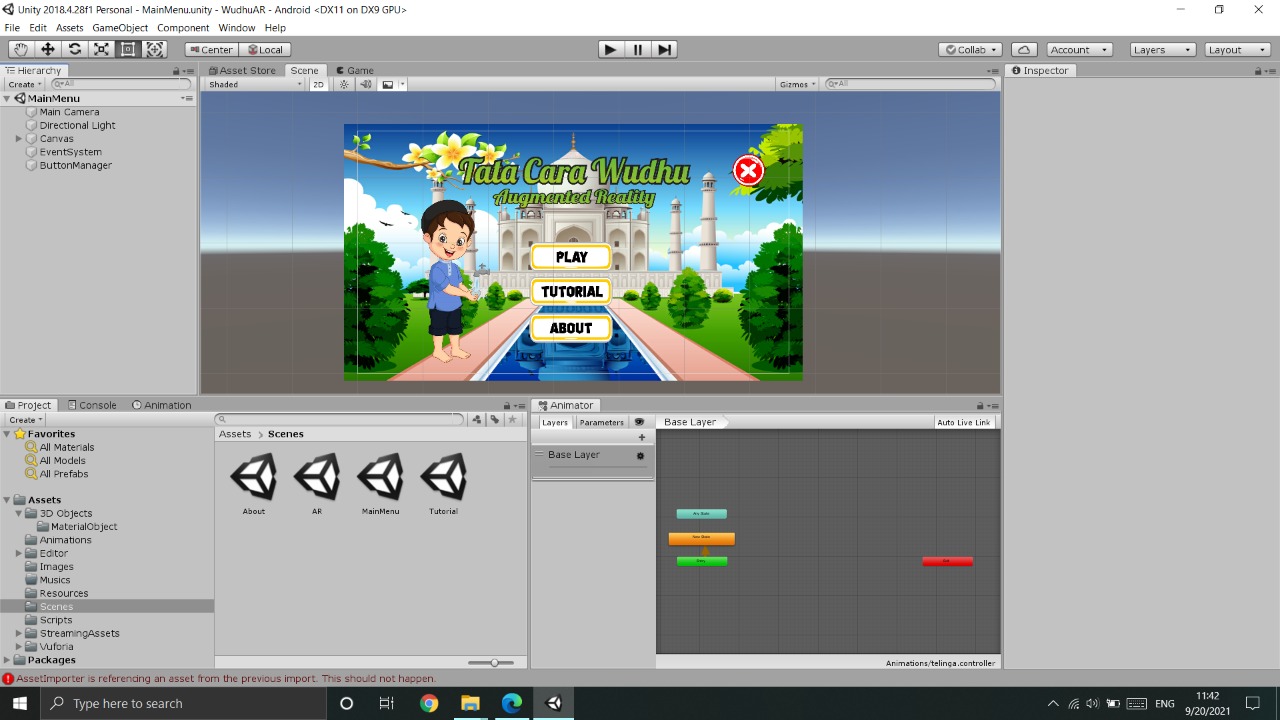 Unity 2018.4.28f1 Personal - MainMenu.unity - WudhuAR - Android <DX11 on DX9 GPU>
File Edit Assets GameObject Component Window Help
Center Local Collab Account Layers Layout
Hierarchy Asset Store Scene Game Inspector
Create All Shaded 2D Gizmos All
MainMenu
Main Camera
Directional Light
Canvas
EventSystem
ButtonManager
Tata Cara Wudhu
Augmented Reality
PLAY
TUTORIAL
ABOUT
Project Console Animation Animator
Create Layers Parameters Base Layer Auto Live Link
Favorites
All Materials
All Models
All Prefabs
Assets
3D Objects
MaterialObject
Animations
Editor
Images
Musics
Resources
Scenes
Scripts
StreamingAssets
Vuforia
Packages
Assets > Scenes
About AR MainMenu Tutorial
Base Layer
Any State
New State
Entry
Exit
Animations/telinga.controller
AssetImporter is referencing an asset from the previous import. This should not happen.
Type here to search
ENG
11:42
9/20/2021